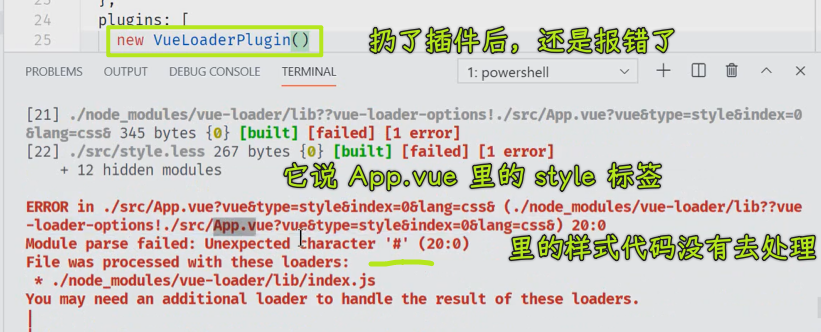 24 },
plugins: [
25 new VueLoaderPlugin()
扔了插件后，还是报错了
PROBLEMS OUTPUT DEBUG CONSOLE TERMINAL 1: powershell
[21] ./node_modules/vue-loader/lib??vue-loader-options!./src/App.vue?vue&type=style&index=0
&lang=css& 345 bytes {0} [built] [failed] [1 error]
[22] ./src/style.less 267 bytes {0} [built] [failed] [1 error]
+ 12 hidden modules
它说 App.vue 里的 style 标签
ERROR in ./src/App.vue?vue&type=style&index=0&lang=css& (./node_modules/vue-loader/lib??vue
-loader-options!./src/App.vue?vue&type=style&index=0&lang=css&) 20:0
Module parse failed: Unexpected character '#' (20:0)
里的样式代码没有去处理
File was processed with these loaders:
* ./node_modules/vue-loader/lib/index.js
You may need an additional loader to handle the result of these loaders.
|